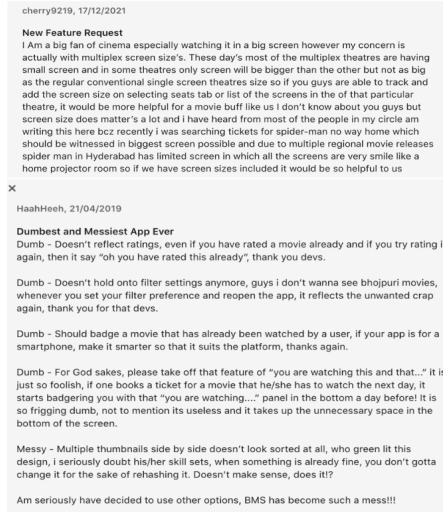 cherry9219, 17/12/2021
New Feature Request
I Am a big fan of cinema especially watching it in a big screen however my concern is
actually with multiplex screen size's. These day's most of the multiplex theatres are having
small screen and in some theatres only screen will be bigger than the other but not as big
as the regular conventional single screen theatres size so if you guys are able to track and
add the screen size on selecting seats tab or list of the screens in the of that particular
theatre, it would be more helpful for a movie buff like us I don't know about you guys but
screen size does matter's a lot and i have heard from most of the people in my circle am
writing this here bcz recently i was searching tickets for spider-man no way home which
should be witnessed in biggest screen possible and due to multiple regional movie releases
spider man in Hyderabad has limited screen in which all the screens are very smile like a
home projector room so if we have screen sizes included it would be so helpful to us
×
HaahHeeh, 21/04/2019
Dumbest and Messiest App Ever
Dumb - Doesn't reflect ratings, even if you have rated a movie already and if you try rating i
again, then it say "oh you have rated this already", thank you devs.
Dumb - Doesn't hold onto filter settings anymore, guys i don't wanna see bhojpuri movies,
whenever you set your filter preference and reopen the app, it reflects the unwanted crap
again, thank you for that devs.
Dumb - Should badge a movie that has already been watched by a user, if your app is for a
smartphone, make it smarter so that it suits the platform, thanks again.
Dumb - For God sakes, please take off that feature of "you are watching this and that..." it is
just so foolish, if one books a ticket for a movie that he/she has to watch the next day, it
starts badgering you with that "you are watching...." panel in the bottom a day before! It is
so frigging dumb, not to mention its useless and it takes up the unnecessary space in the
bottom of the screen.
Messy - Multiple thumbnails side by side doesn't look sorted at all, who green lit this
design, i seriously doubt his/her skill sets, when something is already fine, you don't gotta
change it for the sake of rehashing it. Doesn't make sense, does it!?
Am seriously have decided to use other options, BMS has become such a mess!!!